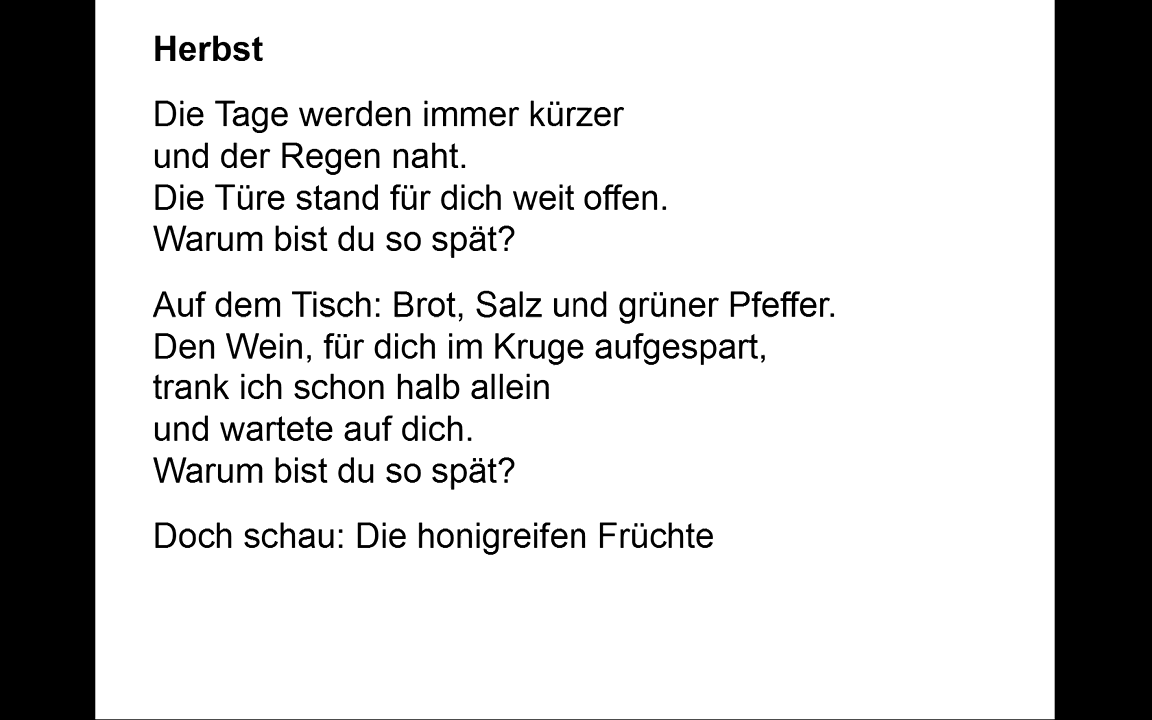 Herbst
Die Tage werden immer kürzer
und der Regen naht.
Die Türe stand für dich weit offen.
Warum bist du so spät?
Auf dem Tisch: Brot, Salz und grüner Pfeffer.
Den Wein, für dich im Kruge aufgespart,
trank ich schon halb allein
und wartete auf dich.
Warum bist du so spät?
Doch schau: Die honigreifen Früchte